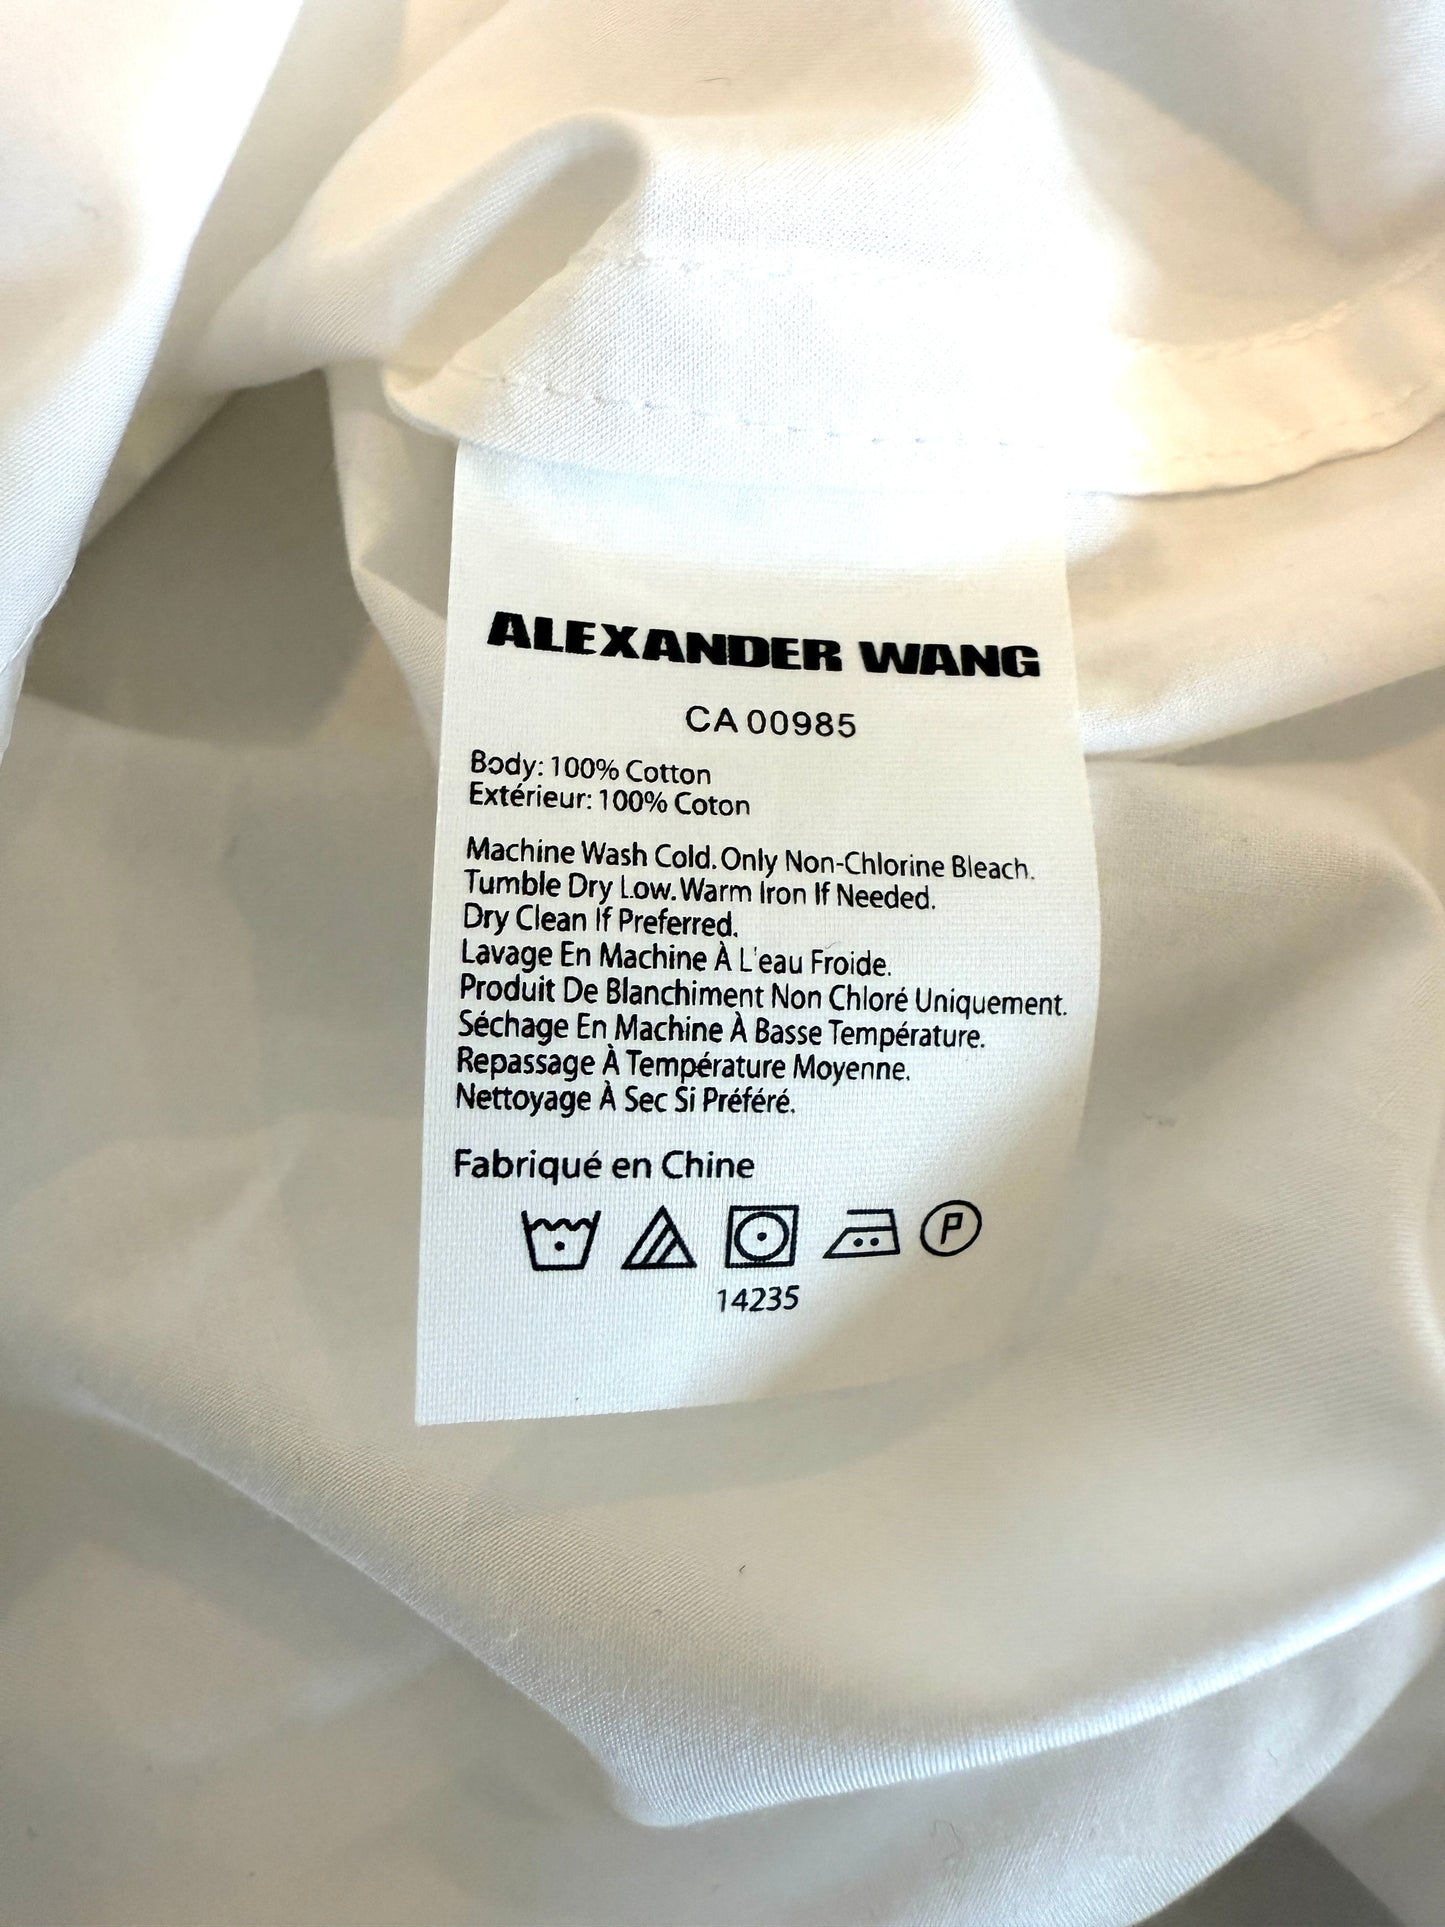 ALEXANDER WANG
CA 00985
Body: 100% Cotton
Extérieur: 100% Coton
Machine Wash Cold. Only Non-Chlorine Bleach.
Tumble Dry Low. Warm Iron If Needed.
Dry Clean If Preferred.
Lavage En Machine À L'eau Froide.
Produit De Blanchiment Non Chloré Uniquement.
Séchage En Machine À Basse Température.
Repassage À Température Moyenne.
Nettoyage À Sec Si Préféré.
Fabriqué en Chine
P
14235